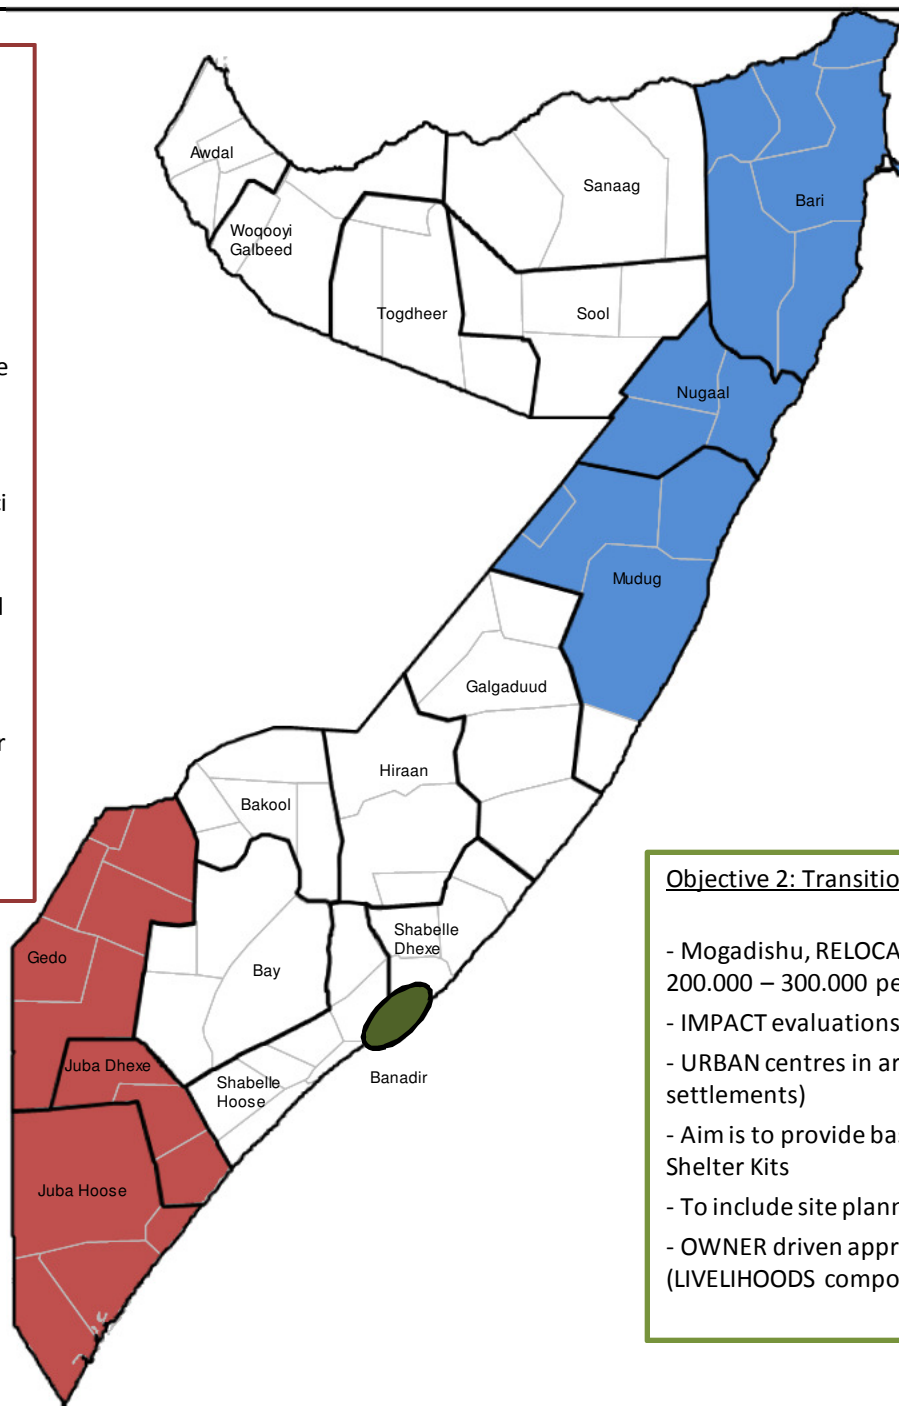 Awdal
Sanaag
Bari
Woqooyi
Galbeed
Togdheer
Sool
Nugaal
Mudug
Galgaduud
Hiraan
Bakool
Shabelle
Dhexe
Gedo
Bay
Juba Dhexe
Shabelle
Hoose
Banadir
Juba Hoose
e
i
r
Objective 2: Transitio
- Mogadishu, RELOCA
200.000 – 300.000 pe
- IMPACT evaluations
- URBAN centres in ar
settlements)
- Aim is to provide bas
Shelter Kits
- To include site plann
- OWNER driven appr
(LIVELIHOODS compo